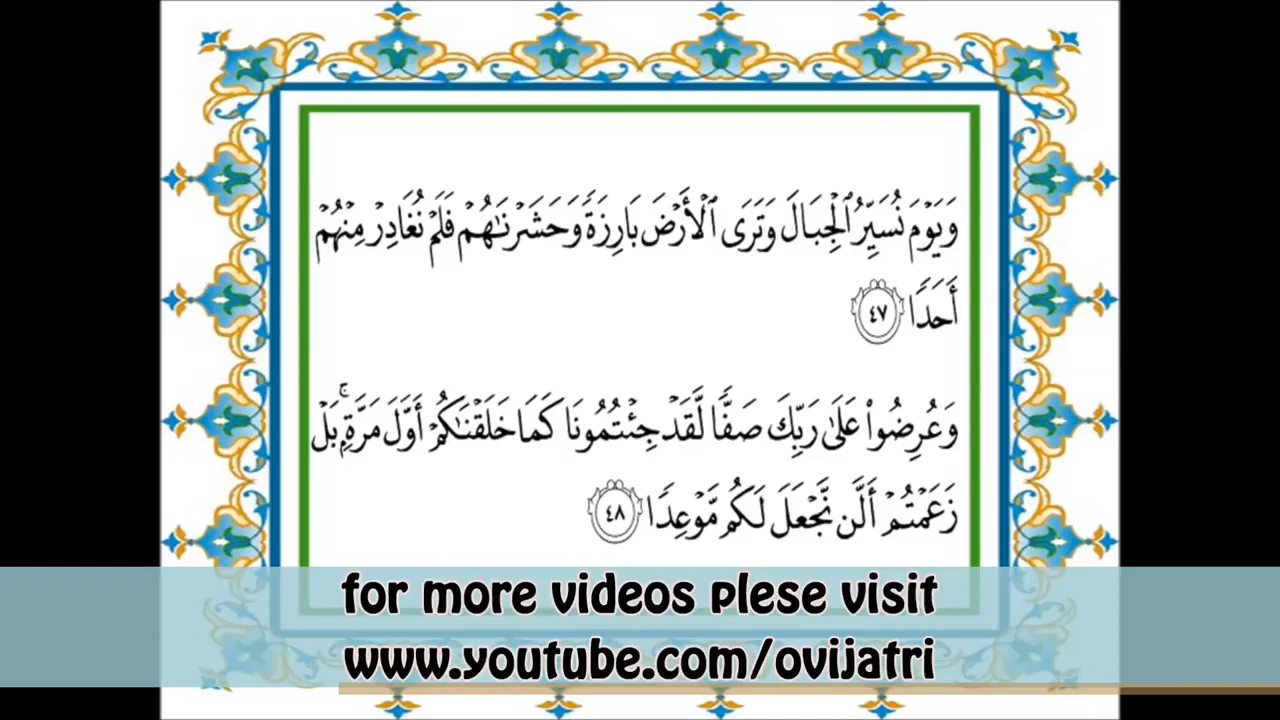 وَيَوْمَ نُسَيِّرُ ٱلْجِبَالَ وَتَرَى ٱلْأَرْضَ بَارِزَةً وَحَشَرْنَٰهُمْ فَلَمْ نُغَادِرْ مِنْهُمْ
أَحَدًا ٤٧
وَعُرِضُوا۟ عَلَىٰ رَبِّكَ صَفًّا لَّقَدْ جِئْتُمُونَا كَمَا خَلَقْنَٰكُمْ أَوَّلَ مَرَّةٍۭ ۚ بَلْ
زَعَمْتُمْ أَلَّن نَّجْعَلَ لَكُم مَّوْعِدًا ٤٨
for more videos plese visit
www.youtube.com/ovijatri